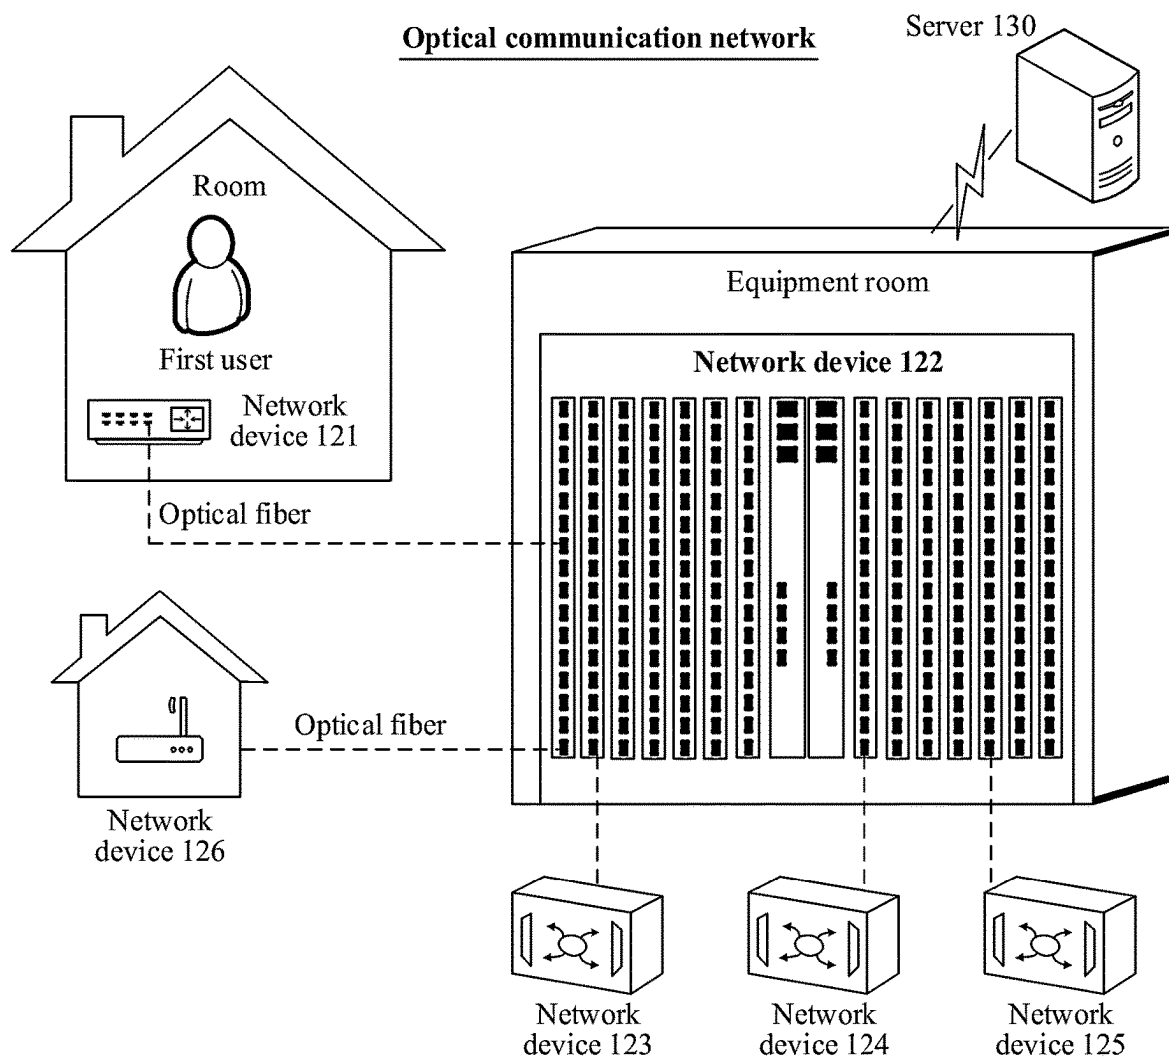 Optical communication network
Server 130
Room
First user
Network
device 121
Optical fiber
Equipment room
Network device 122
Optical fiber
Network
device 126
Network
device 123
Network
device 124
Network
device 125